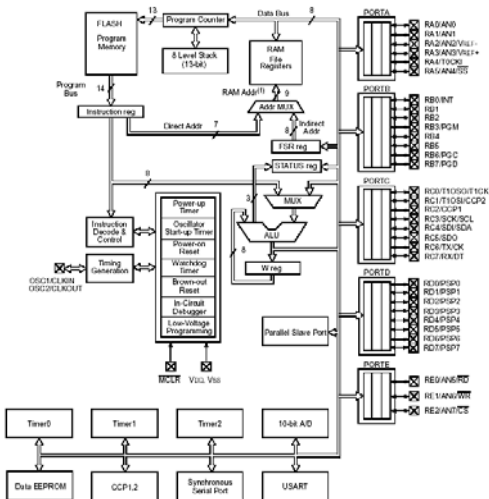 FLASH
Program
Memory
13
Program Counter
Data Bus
8
8 Level Stack
(13-bit)
RAM
File
Registers
Program
Bus
14
RAM Addr(1)
9
Instruction reg
Addr MUX
Direct Addr
7
Indirect
Addr
8
FSR reg
STATUS reg
8
3
MUX
ALU
8
W reg
Instruction
Decode &
Control
Timing
Generation
OSC1/CLKIN
OSC2/CLKOUT
Power-up
Timer
Oscillator
Start-up Timer
Power-on
Reset
Watchdog
Timer
Brown-out
Reset
In-Circuit
Debugger
Low-Voltage
Programming
MCLR
VDD, VSS
Parallel Slave Port
PORTA
RA0/AN0
RA1/AN1
RA2/AN2/VREF-
RA3/AN3/VREF+
RA4/T0CKI
RA5/AN4/SS
PORTB
RB0/INT
RB1
RB2
RB3/PGM
RB4
RB5
RB6/PGC
RB7/PGD
PORTC
RC0/T1OSO/T1CK
RC1/T1OSI/CCP2
RC2/CCP1
RC3/SCK/SCL
RC4/SDI/SDA
RC5/SDO
RC6/TX/CK
RC7/RX/DT
PORTD
RD0/PSP0
RD1/PSP1
RD2/PSP2
RD3/PSP3
RD4/PSP4
RD5/PSP5
RD6/PSP6
RD7/PSP7
PORTE
RE0/AN5/RD
RE1/AN6/WR
RE2/AN7/CS
Timer0
Timer1
Timer2
10-bit A/D
Data EEPROM
CCP1,2
Synchronous
Serial Port
USART